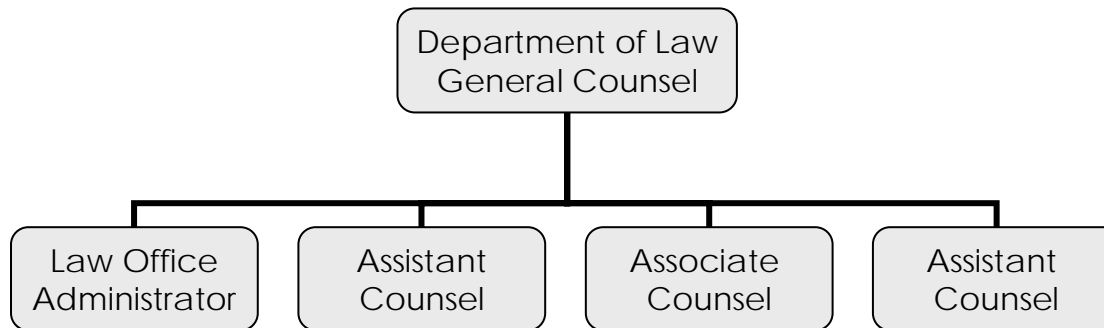 Department of Law
General Counsel
Law Office
Administrator
Assistant
Counsel
Associate
Counsel
Assistant
Counsel